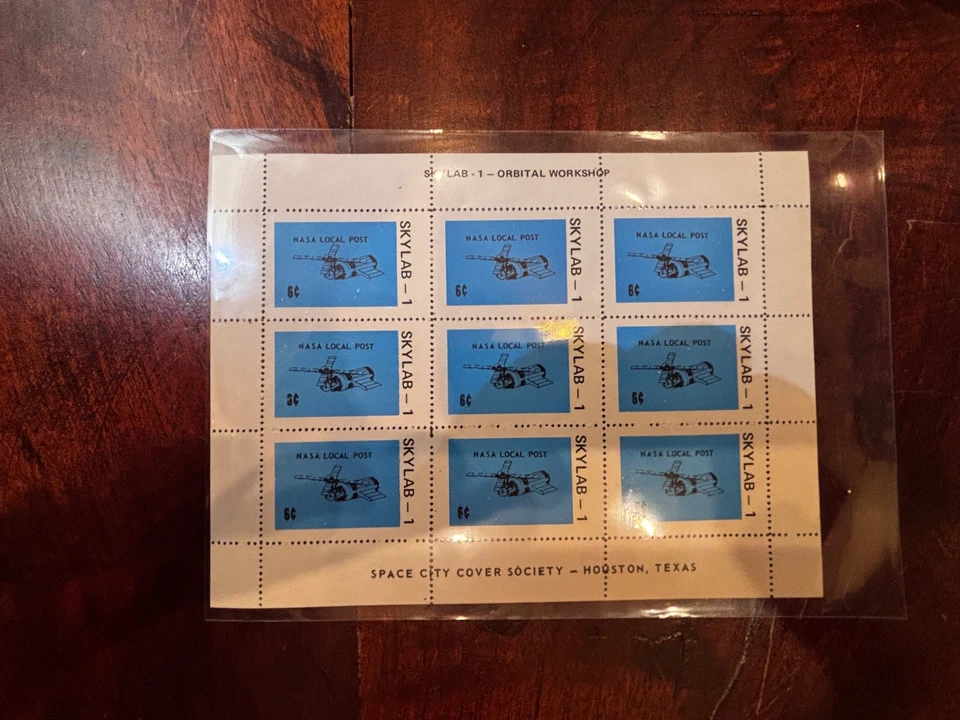 SKYLAB - 1 – ORBITAL WORKSHOP
NASA LOCAL POST
6¢
SKYLAB – 1
NASA LOCAL POST
6¢
SKYLAB – 1
NASA LOCAL POST
6¢
SKYLAB – 1
NASA LOCAL POST
3¢
SKYLAB – 1
NASA LOCAL POST
6¢
SKYLAB – 1
NASA LOCAL POST
6¢
SKYLAB – 1
NASA LOCAL POST
6¢
SKYLAB – 1
NASA LOCAL POST
6¢
SKYLAB – 1
NASA LOCAL POST
SKYLAB – 1
SPACE CITY COVER SOCIETY – HOUSTON, TEXAS